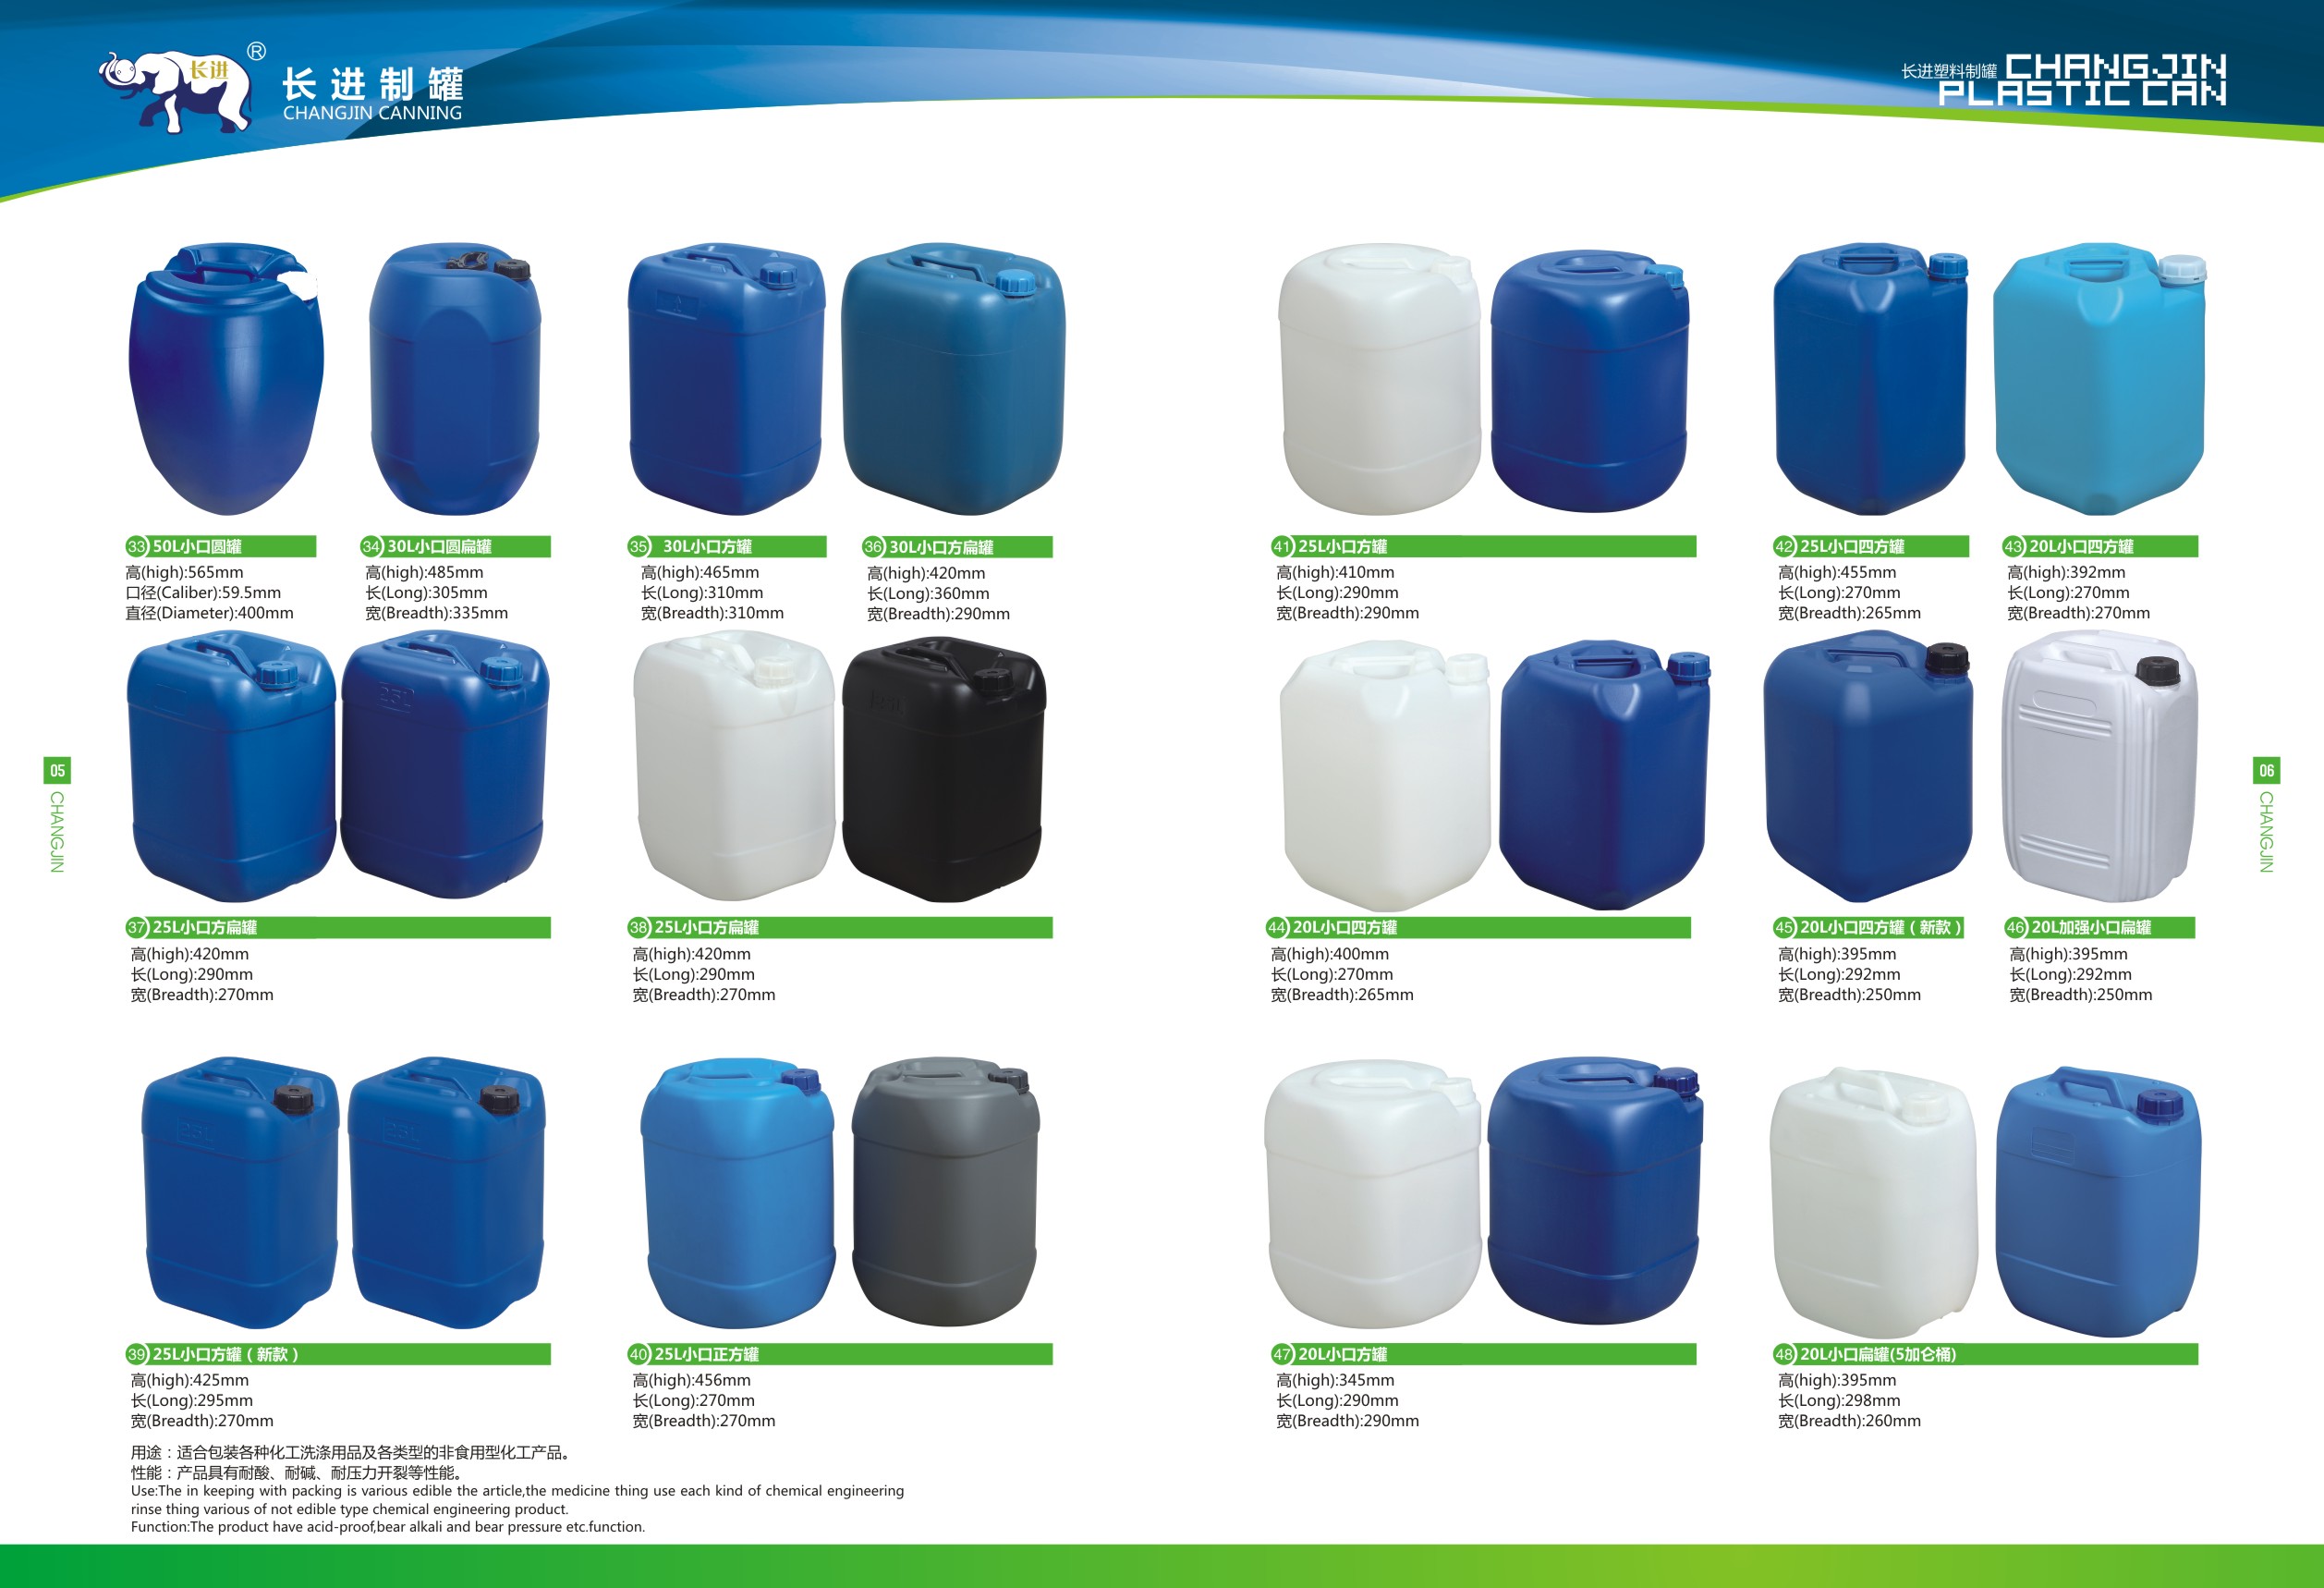 长进
®
长进制罐
CHANGJIN CANNING
长进塑料制罐 CHANGJIN
PLASTIC CAN
33 50L小口圆罐
高(high):565mm
口径(Caliber):59.5mm
直径(Diameter):400mm
34 30L小口圆扁罐
高(high):485mm
长(Long):305mm
宽(Breadth):335mm
35 30L小口方罐
高(high):465mm
长(Long):310mm
宽(Breadth):310mm
36 30L小口方扁罐
高(high):420mm
长(Long):360mm
宽(Breadth):290mm
25L
25L
37 25L小口方扁罐
高(high):420mm
长(Long):290mm
宽(Breadth):270mm
38 25L小口方扁罐
高(high):420mm
长(Long):290mm
宽(Breadth):270mm
05
CHANGJIN
25L
25L
39 25L小口方罐（新款）
高(high):425mm
长(Long):295mm
宽(Breadth):270mm
40 25L小口正方罐
高(high):456mm
长(Long):270mm
宽(Breadth):270mm
用途：适合包装各种化工洗涤用品及各类型的非食用型化工产品。
性能：产品具有耐酸、耐碱、耐压力开裂等性能。
Use:The in keeping with packing is various edible the article,the medicine thing use each kind of chemical engineering
rinse thing various of not edible type chemical engineering product.
Function:The product have acid-proof,bear alkali and bear pressure etc.function.
41 25L小口方罐
高(high):410mm
长(Long):290mm
宽(Breadth):290mm
42 25L小口四方罐
高(high):455mm
长(Long):270mm
宽(Breadth):265mm
43 20L小口四方罐
高(high):392mm
长(Long):270mm
宽(Breadth):270mm
44 20L小口四方罐
高(high):400mm
长(Long):270mm
宽(Breadth):265mm
45 20L小口四方罐（新款）
高(high):395mm
长(Long):292mm
宽(Breadth):250mm
46 20L加强小口扁罐
高(high):395mm
长(Long):292mm
宽(Breadth):250mm
06
CHANGJIN
47 20L小口方罐
高(high):345mm
长(Long):290mm
宽(Breadth):290mm
48 20L小口扁罐(5加仑桶)
高(high):395mm
长(Long):298mm
宽(Breadth):260mm